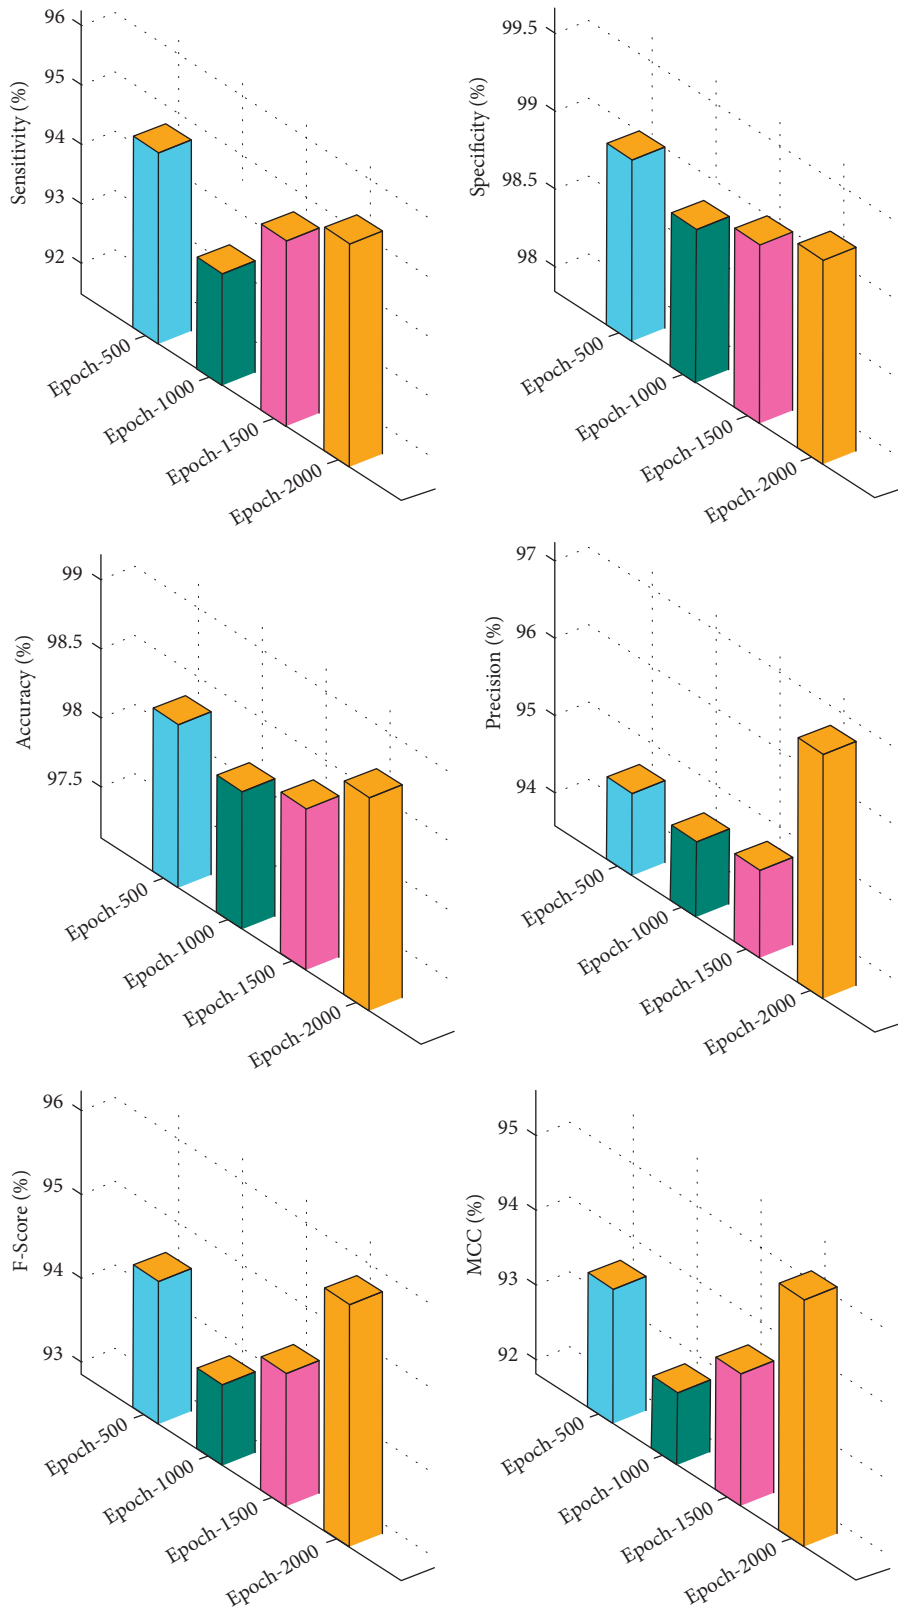 Sensitivity (%)
96
95
94
93
92
Epoch-500
Epoch-1000
Epoch-1500
Epoch-2000
Specificity (%)
99.5
99
98.5
98
Epoch-500
Epoch-1000
Epoch-1500
Epoch-2000
Accuracy (%)
99
98.5
98
97.5
Epoch-500
Epoch-1000
Epoch-1500
Epoch-2000
Precision (%)
97
96
95
94
Epoch-500
Epoch-1000
Epoch-1500
Epoch-2000
F-Score (%)
96
95
94
93
Epoch-500
Epoch-1000
Epoch-1500
Epoch-2000
MCC (%)
95
94
93
92
Epoch-500
Epoch-1000
Epoch-1500
Epoch-2000